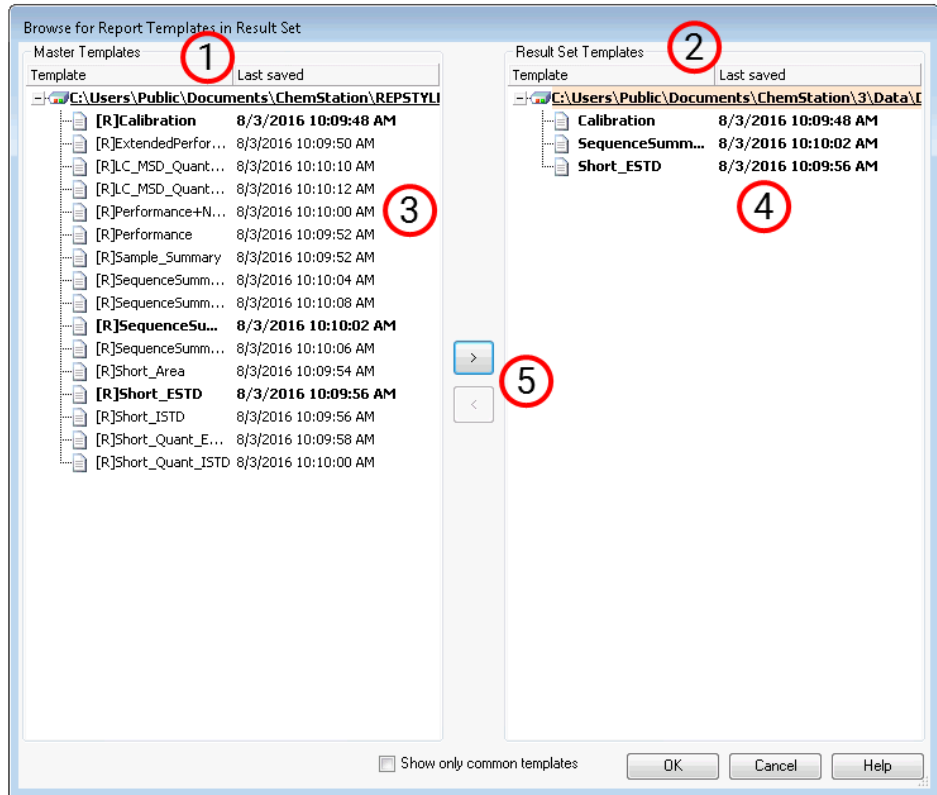 Browse for Report Templates in Result Set
Master Templates
1
Template Last saved
C:\Users\Public\Documents\ChemStation\REPSTYLI
[R]Calibration 8/3/2016 10:09:48 AM
[R]ExtendedPerfor... 8/3/2016 10:09:50 AM
[R]LC_MSD_Quant... 8/3/2016 10:10:10 AM
[R]LC_MSD_Quant... 8/3/2016 10:10:12 AM
[R]Performance+N... 8/3/2016 10:10:00 AM
3
[R]Performance 8/3/2016 10:09:52 AM
[R]Sample_Summary 8/3/2016 10:09:52 AM
[R]SequenceSumm... 8/3/2016 10:10:04 AM
[R]SequenceSumm... 8/3/2016 10:10:08 AM
[R]SequenceSu... 8/3/2016 10:10:02 AM
[R]SequenceSumm... 8/3/2016 10:10:06 AM
[R]Short_Area 8/3/2016 10:09:54 AM
[R]Short_ESTD 8/3/2016 10:09:56 AM
[R]Short_ISTD 8/3/2016 10:09:56 AM
[R]Short_Quant_E... 8/3/2016 10:09:58 AM
[R]Short_Quant_ISTD 8/3/2016 10:10:00 AM
>
<
5
Result Set Templates
2
Template Last saved
C:\Users\Public\Documents\ChemStation\3\Data\D
Calibration 8/3/2016 10:09:48 AM
SequenceSumm... 8/3/2016 10:10:02 AM
Short_ESTD 8/3/2016 10:09:56 AM
4
Show only common templates
OK
Cancel
Help